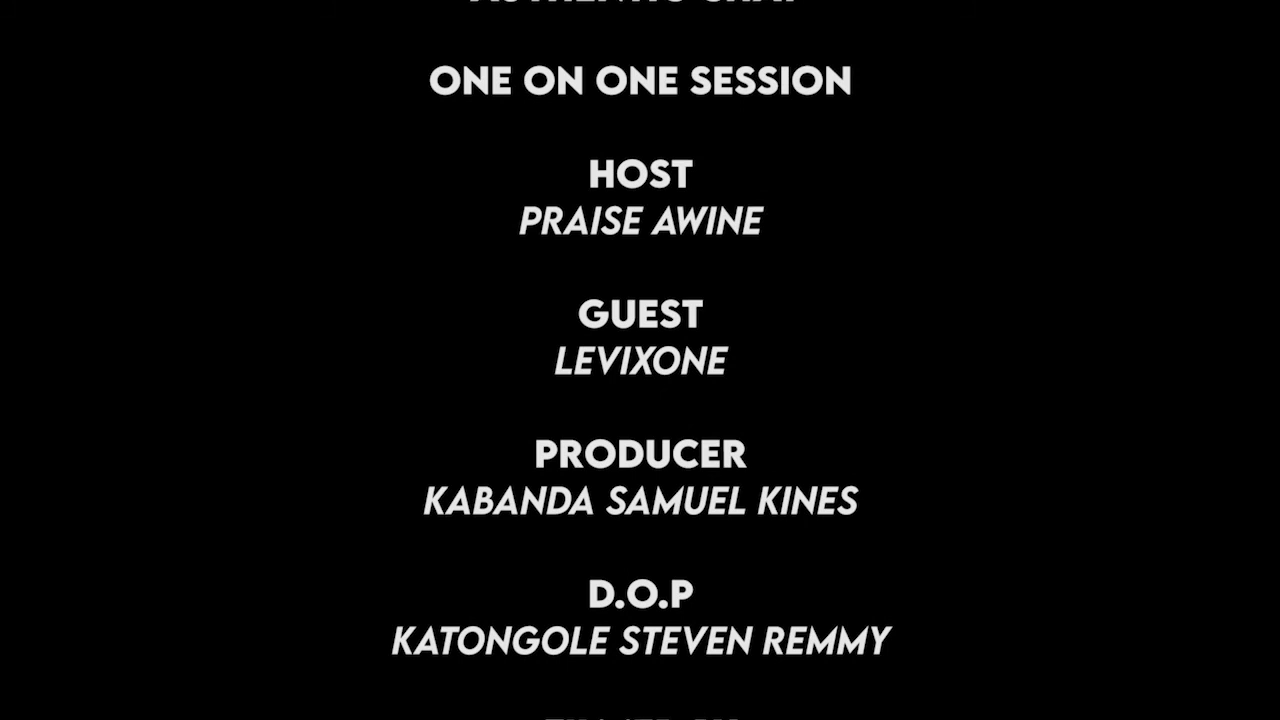 ONE ON ONE SESSION
HOST
PRAISE AWINE
GUEST
LEVIXONE
PRODUCER
KABANDA SAMUEL KINES
D.O.P
KATONGOLE STEVEN REMMY